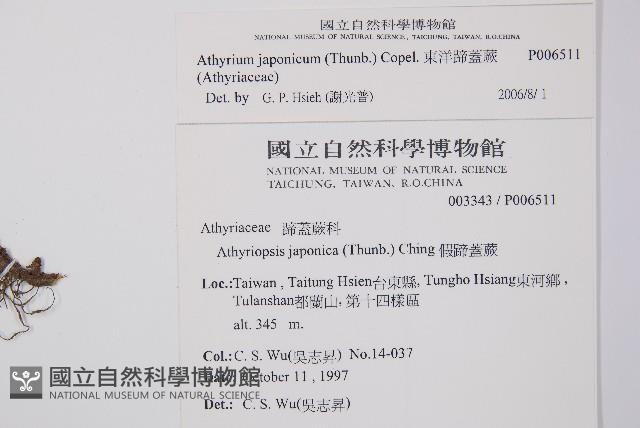 國立自然科學博物館
NATIONAL MUSEUM OF NATURAL SCIENCE, TAICHUNG, TAIWAN, R.O.CHINA
Athyrium japonicum (Thunb.) Copel. 東洋蹄蓋蕨 P006511
(Athyriaceae)
Det. by G. P. Hsieh (謝光普) 2006/8/1
國立自然科學博物館
NATIONAL MUSEUM OF NATURAL SCIENCE
TAICHUNG, TAIWAN, R.O.CHINA
003343 / P006511
Athyriaceae 蹄蓋蕨科
Athyriopsis japonica (Thunb.) Ching 假蹄蓋蕨
Loc.:Taiwan , Taitung Hsien台東縣, Tungho Hsiang東河鄉 ,
Tulanshan都蘭山, 第十四樣區
alt. 345 m.
Col.: C. S. Wu(吳志昇) No.14-037
October 11 , 1997
Det.: C. S. Wu(吳志昇)
國立自然科學博物館
NATIONAL MUSEUM OF NATURAL SCIENCE